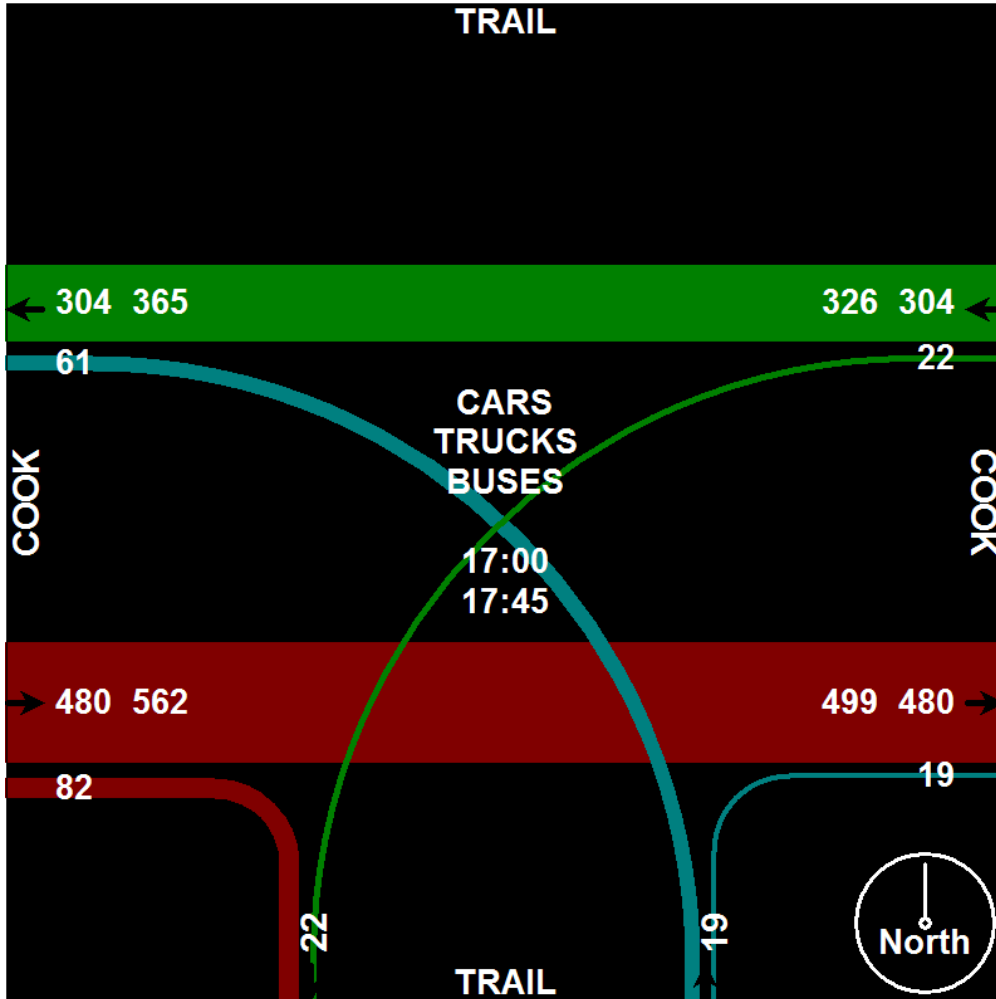 TRAIL
304 365
326 304
61
22
CARS
TRUCKS
BUSES
COOK
COOK
17:00
17:45
480 562
499 480
82
19
22
19
North
TRAIL